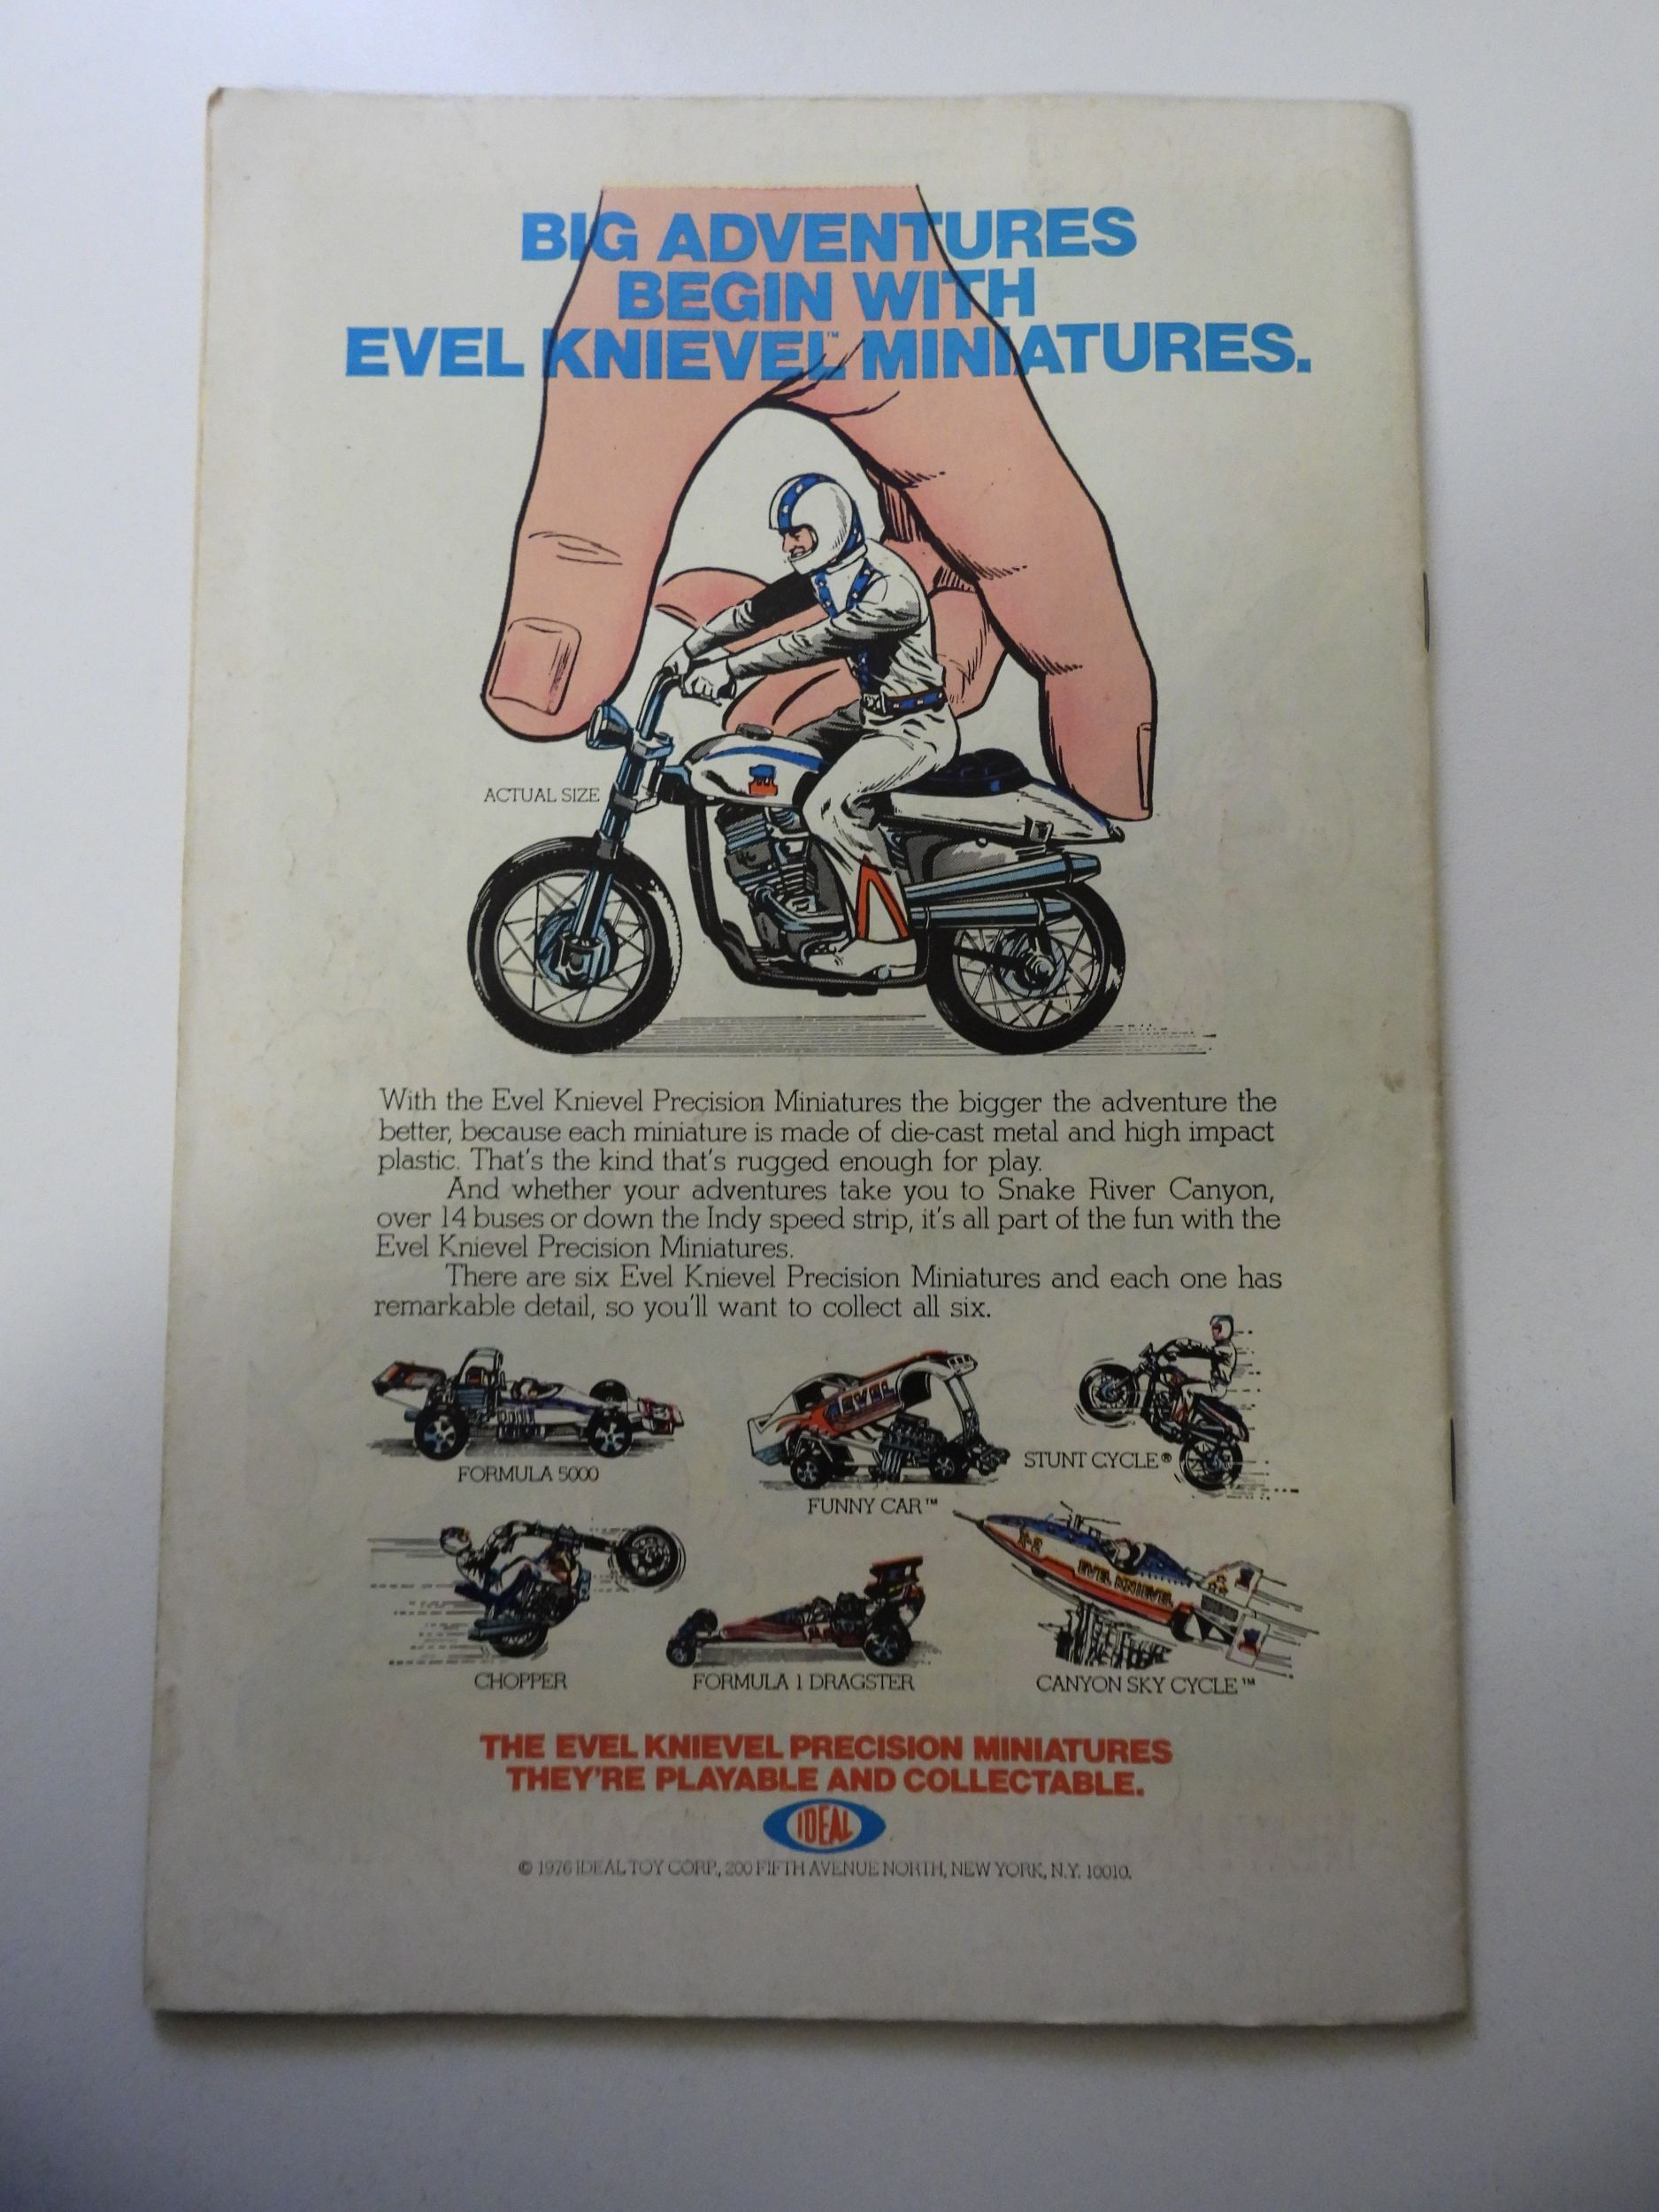 BIG ADVENTURES
BEGIN WITH
EVEL KNIEVEL™ MINIATURES.
ACTUAL SIZE
With the Evel Knievel Precision Miniatures the bigger the adventure the
better, because each miniature is made of die-cast metal and high impact
plastic. That's the kind that's rugged enough for play.
And whether your adventures take you to Snake River Canyon,
over 14 buses or down the Indy speed strip, it's all part of the fun with the
Evel Knievel Precision Miniatures.
There are six Evel Knievel Precision Miniatures and each one has
remarkable detail, so you'll want to collect all six.
EVEL
FORMULA 5000
FUNNY CAR™
STUNT CYCLE®
X-2
EVEL KNIEVEL
CHOPPER
FORMULA 1 DRAGSTER
CANYON SKY CYCLE™
THE EVEL KNIEVEL PRECISION MINIATURES
THEY'RE PLAYABLE AND COLLECTABLE.
IDEAL
© 1976 IDEAL TOY CORP., 200 FIFTH AVENUE NORTH, NEW YORK, N.Y. 10010.